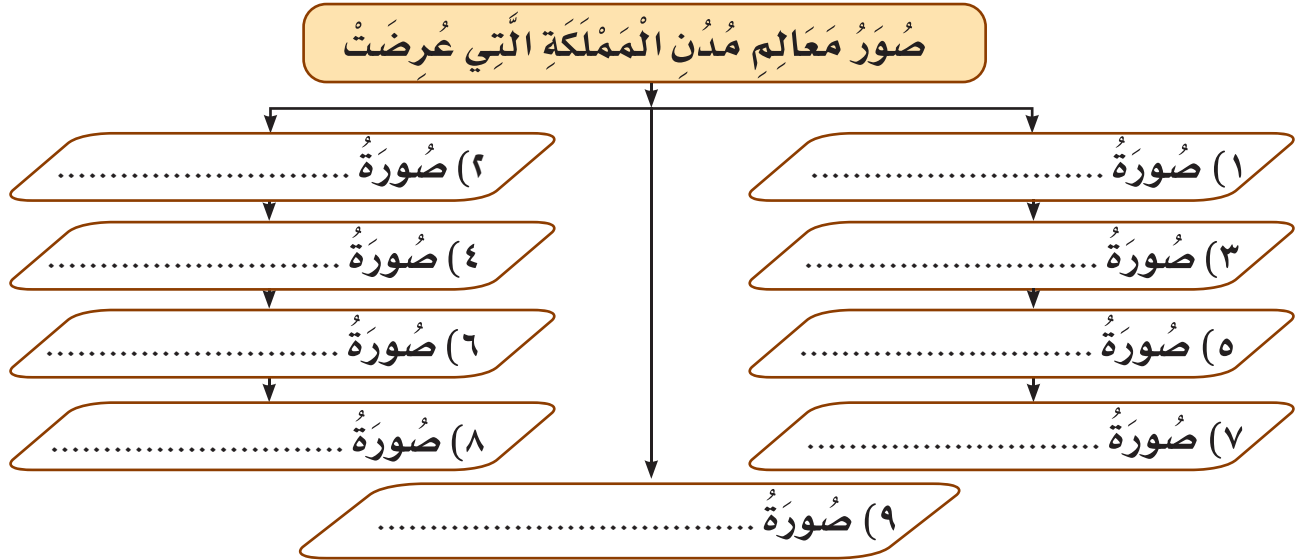 صُوَرُ مَعَالِمِ مُدُنِ الْمَمْلَكَةِ الَّتِي عُرِضَتْ
١) صُورَةُ ............................
٢) صُورَةُ ............................
٣) صُورَةُ ............................
٤) صُورَةُ ............................
٥) صُورَةُ ............................
٦) صُورَةُ ............................
٧) صُورَةُ ............................
٨) صُورَةُ ............................
٩) صُورَةُ ....................................